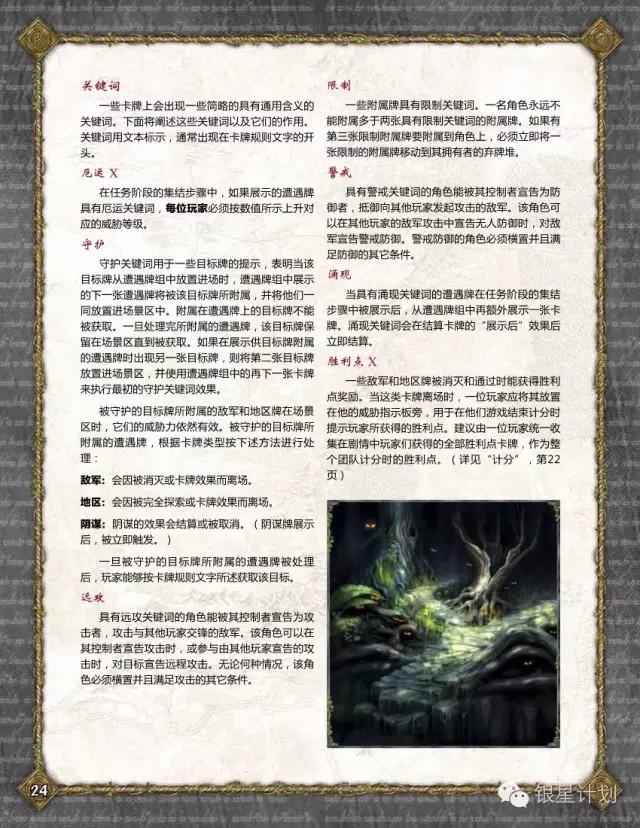 关键词
一些卡牌上会出现一些简略的具有通用含义的
关键词。下面将阐述这些关键词以及它们的作用。
关键词用文本标示，通常出现在卡牌规则文字的开
头。
厄运 X
在任务阶段的集结步骤中，如果展示的遭遇牌
具有厄运关键词，每位玩家必须按数值所示上升对
应的威胁等级。
守护
守护关键词用于一些目标牌的提示，表明当该
目标牌从遭遇牌组中放置进场时，遭遇牌组中展示
的下一张遭遇牌将被该目标牌所附属，并将他们一
同放置进场景区中。附属在遭遇牌上的目标牌不能
被获取。一旦处理完所附属的遭遇牌，该目标牌保
留在场景区直到被获取。如果在展示供目标牌附属
的遭遇牌时出现另一张目标牌，则将第二张目标牌
放置进场景区，并使用遭遇牌组中的再下一张卡牌
来执行最初的守护关键词效果。
被守护的目标牌所附属的敌军和地区牌在场景
区时，它们的威胁力依然有效。被守护的目标牌所
附属的遭遇牌，根据卡牌类型按下述方法进行处
理：
敌军：会因被消灭或卡牌效果而离场。
地区：会因被完全探索或卡牌效果而离场。
阴谋：阴谋的效果会结算或被取消。（阴谋牌展示
后，被立即触发。）
一旦被守护的目标牌所附属的遭遇牌被处理
后，玩家能够按卡牌规则文字所述获取该目标。
远攻
具有远攻关键词的角色能被其控制者宣告为攻
击者，攻击与其他玩家交锋的敌军。该角色可以在
其控制者宣告攻击时，或参与由其他玩家宣告的攻
击时，对目标宣告远程攻击。无论何种情况，该角
色必须横置并且满足攻击的其它条件。
限制
一些附属牌具有限制关键词。一名角色永远不
能附属多于两张具有限制关键词的附属牌。如果有
第三张限制附属牌要附属到角色上，必须立即将一
张限制的附属牌移动到其拥有者的弃牌堆。
警戒
具有警戒关键词的角色能被其控制者宣告为防
御者，抵御向其他玩家发起攻击的敌军。该角色可
以在其他玩家的敌军攻击中宣告无人防御时，对敌
军宣告警戒防御。警戒防御的角色必须横置并且满
足防御的其它条件。
涌现
当具有涌现关键词的遭遇牌在任务阶段的集结
步骤中被展示后，从遭遇牌组中再额外展示一张卡
牌。涌现关键词会在结算卡牌的“展示后”效果后
立即结算。
胜利点 X
一些敌军和地区牌被消灭和通过时能获得胜利
点奖励。当这类卡牌离场时，一位玩家应将其放置
在他的威胁指示板旁，用于在他们游戏结束计分时
提示玩家所获得的胜利点。建议由一位玩家统一收
集在剧情中玩家们获得的全部胜利点卡牌，作为整
个团队计分时的胜利点。（详见“计分”，第22
页）
24
银星计划